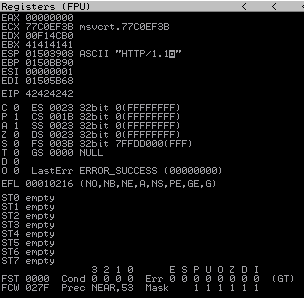 Registers (FPU) < < <
EAX 00000000
ECX 77C0EF3B msvcrt.77C0EF3B
EDX 00F14CB0
EBX 41414141
ESP 01503908 ASCII "HTTP/1.1"
EBP 0150BB90
ESI 00000001
EDI 01505B68
EIP 42424242
C 0 ES 0023 32bit 0(FFFFFFFF)
P 1 CS 001B 32bit 0(FFFFFFFF)
A 1 SS 0023 32bit 0(FFFFFFFF)
Z 0 DS 0023 32bit 0(FFFFFFFF)
S 0 FS 003B 32bit 7FFDD000(FFF)
T 0 GS 0000 NULL
D 0
O 0 LastErr ERROR_SUCCESS (00000000)
EFL 00010216 (NO,NB,NE,A,NS,PE,GE,G)
ST0 empty
ST1 empty
ST2 empty
ST3 empty
ST4 empty
ST5 empty
ST6 empty
ST7 empty
3 2 1 0 E S P U O Z D I
FST 0000 Cond 0 0 0 0 Err 0 0 0 0 0 0 0 0 (GT)
FCW 027F Prec NEAR,53 Mask 1 1 1 1 1 1